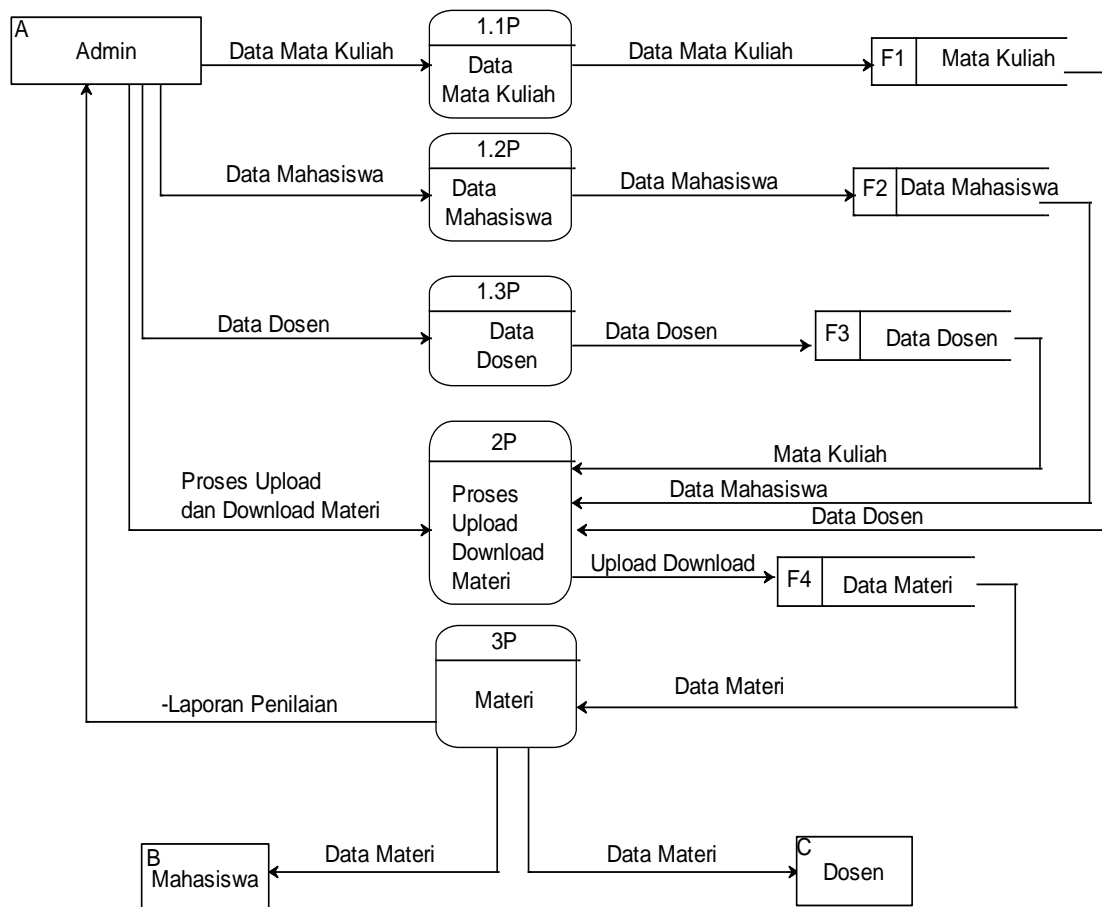 A
Admin
Data Mata Kuliah
1.1P
Data
Mata Kuliah
Data Mata Kuliah
F1
Mata Kuliah
Data Mahasiswa
1.2P
Data
Mahasiswa
Data Mahasiswa
F2
Data Mahasiswa
Data Dosen
1.3P
Data
Dosen
Data Dosen
F3
Data Dosen
Proses Upload
dan Download Materi
2P
Proses
Upload
Download
Materi
Mata Kuliah
Data Mahasiswa
Data Dosen
Upload Download
F4
Data Materi
3P
Materi
Data Materi
-Laporan Penilaian
B
Mahasiswa
Data Materi
Data Materi
C
Dosen